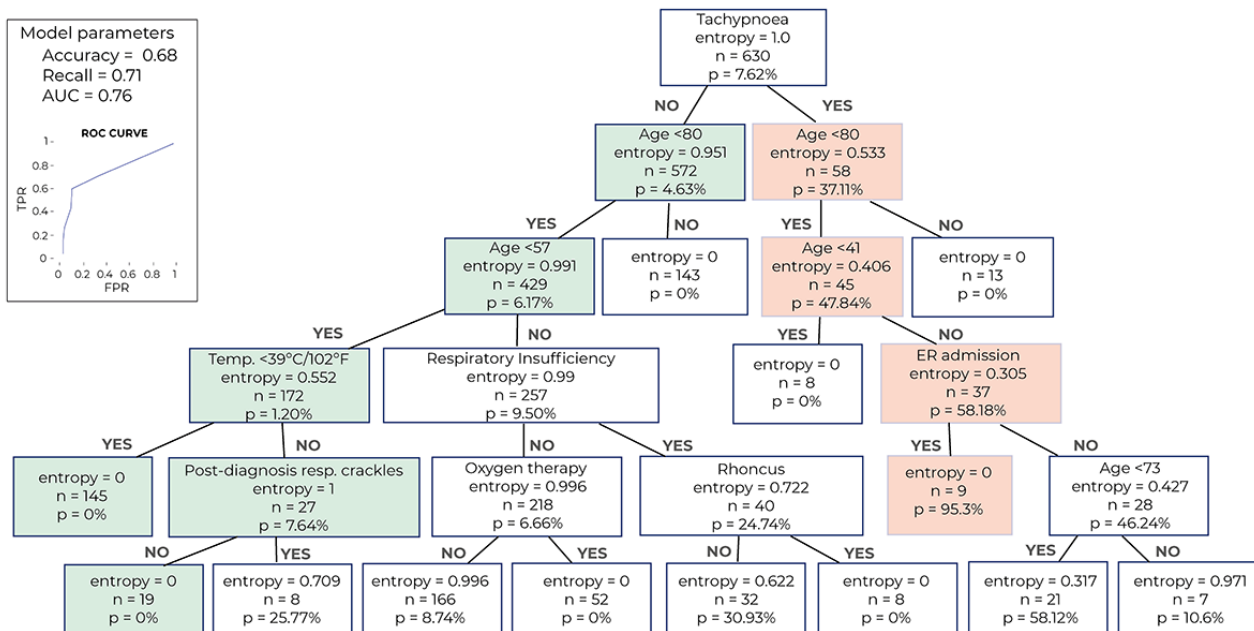 Model parameters
Accuracy = 0.68
Recall = 0.71
AUC = 0.76
ROC CURVE
1
0.8
0.6
0.4
0.2
0
TPR
0 0.2 0.4 0.6 0.8 1
FPR
Tachypnoea
entropy = 1.0
n = 630
p = 7.62%
NO
YES
Age <80
entropy = 0.951
n = 572
p = 4.63%
Age <80
entropy = 0.533
n = 58
p = 37.11%
YES
NO
YES
NO
Age <57
entropy = 0.991
n = 429
p = 6.17%
entropy = 0
n = 143
p = 0%
Age <41
entropy = 0.406
n = 45
p = 47.84%
entropy = 0
n = 13
p = 0%
YES
NO
YES
NO
Temp. <39°C/102°F
entropy = 0.552
n = 172
p = 1.20%
Respiratory Insufficiency
entropy = 0.99
n = 257
p = 9.50%
entropy = 0
n = 8
p = 0%
ER admission
entropy = 0.305
n = 37
p = 58.18%
YES
NO
NO
YES
YES
NO
entropy = 0
n = 145
p = 0%
Post-diagnosis resp. crackles
entropy = 1
n = 27
p = 7.64%
Oxygen therapy
entropy = 0.996
n = 218
p = 6.66%
Rhoncus
entropy = 0.722
n = 40
p = 24.74%
entropy = 0
n = 9
p = 95.3%
Age <73
entropy = 0.427
n = 28
p = 46.24%
NO
YES
NO
YES
NO
YES
YES
NO
entropy = 0
n = 19
p = 0%
entropy = 0.709
n = 8
p = 25.77%
entropy = 0.996
n = 166
p = 8.74%
entropy = 0
n = 52
p = 0%
entropy = 0.622
n = 32
p = 30.93%
entropy = 0
n = 8
p = 0%
entropy = 0.317
n = 21
p = 58.12%
entropy = 0.971
n = 7
p = 10.6%